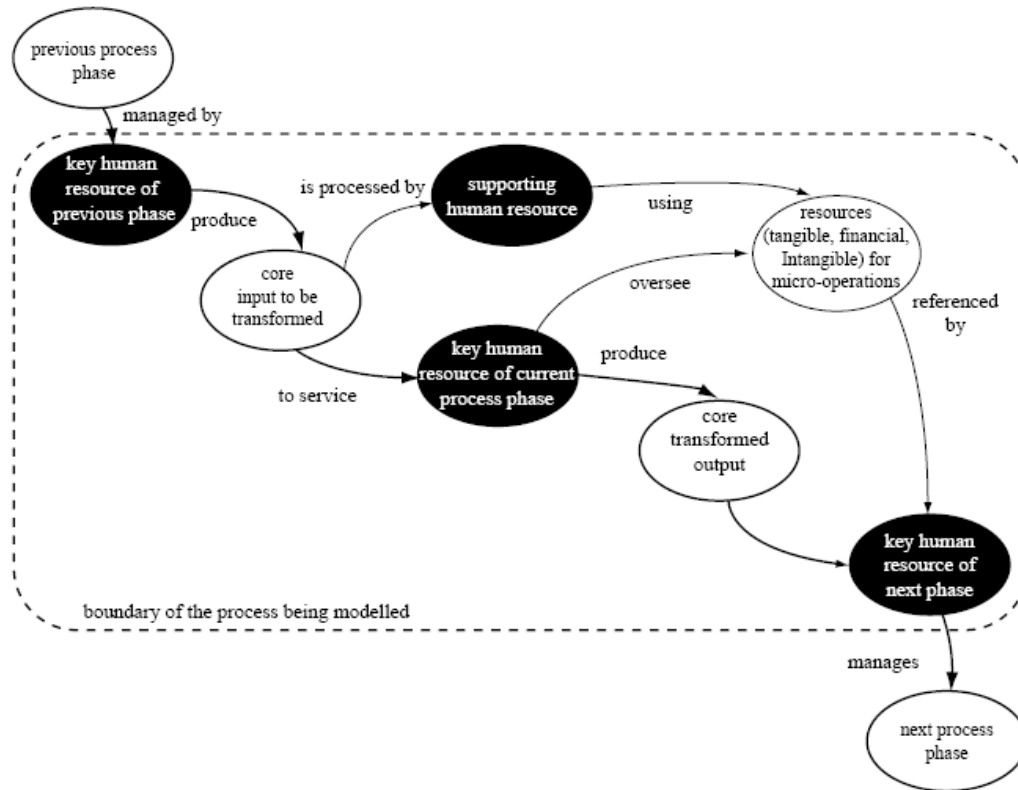 previous process
phase
managed by
key human
resource of
previous phase
produce
is processed by
supporting
human resource
using
resources
(tangible, financial,
Intangible) for
micro-operations
core
input to be
transformed
oversee
referenced
by
to service
key human
resource of current
process phase
produce
core
transformed
output
key human
resource of
next phase
boundary of the process being modelled
manages
next process
phase